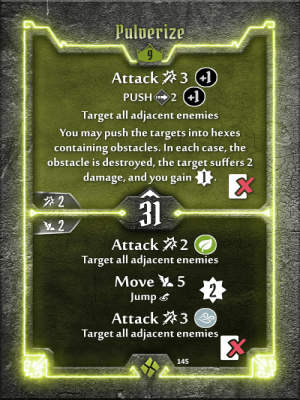 Pulverize
9
Attack 3 +1
PUSH 2 +1
Target all adjacent enemies
You may push the targets into hexes
containing obstacles. In each case, the
obstacle is destroyed, the target suffers 2
damage, and you gain 1.
2
31
2
Attack 2
Target all adjacent enemies
Move 5
Jump
2
Attack 3
Target all adjacent enemies
145